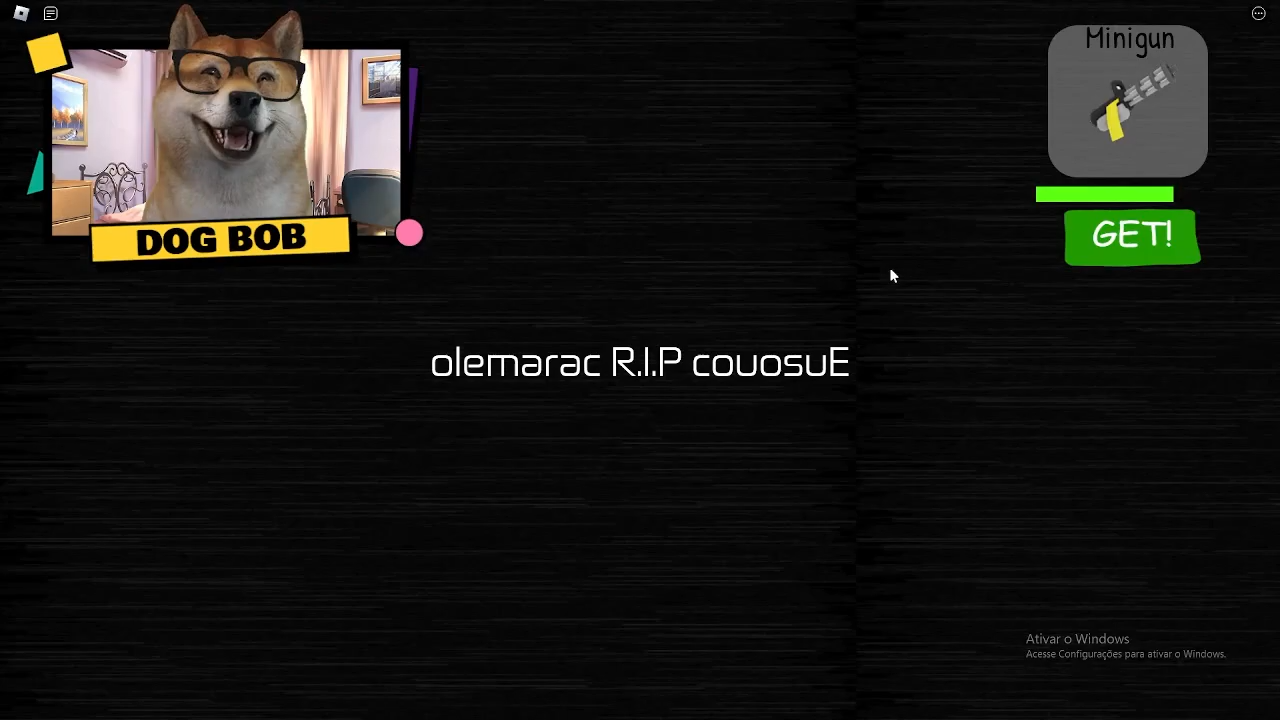 Minigun
DOG BOB
GET!
olemarac R.I.P couosuE
Ativar o Windows
Acesse Configurações para ativar o Windows.